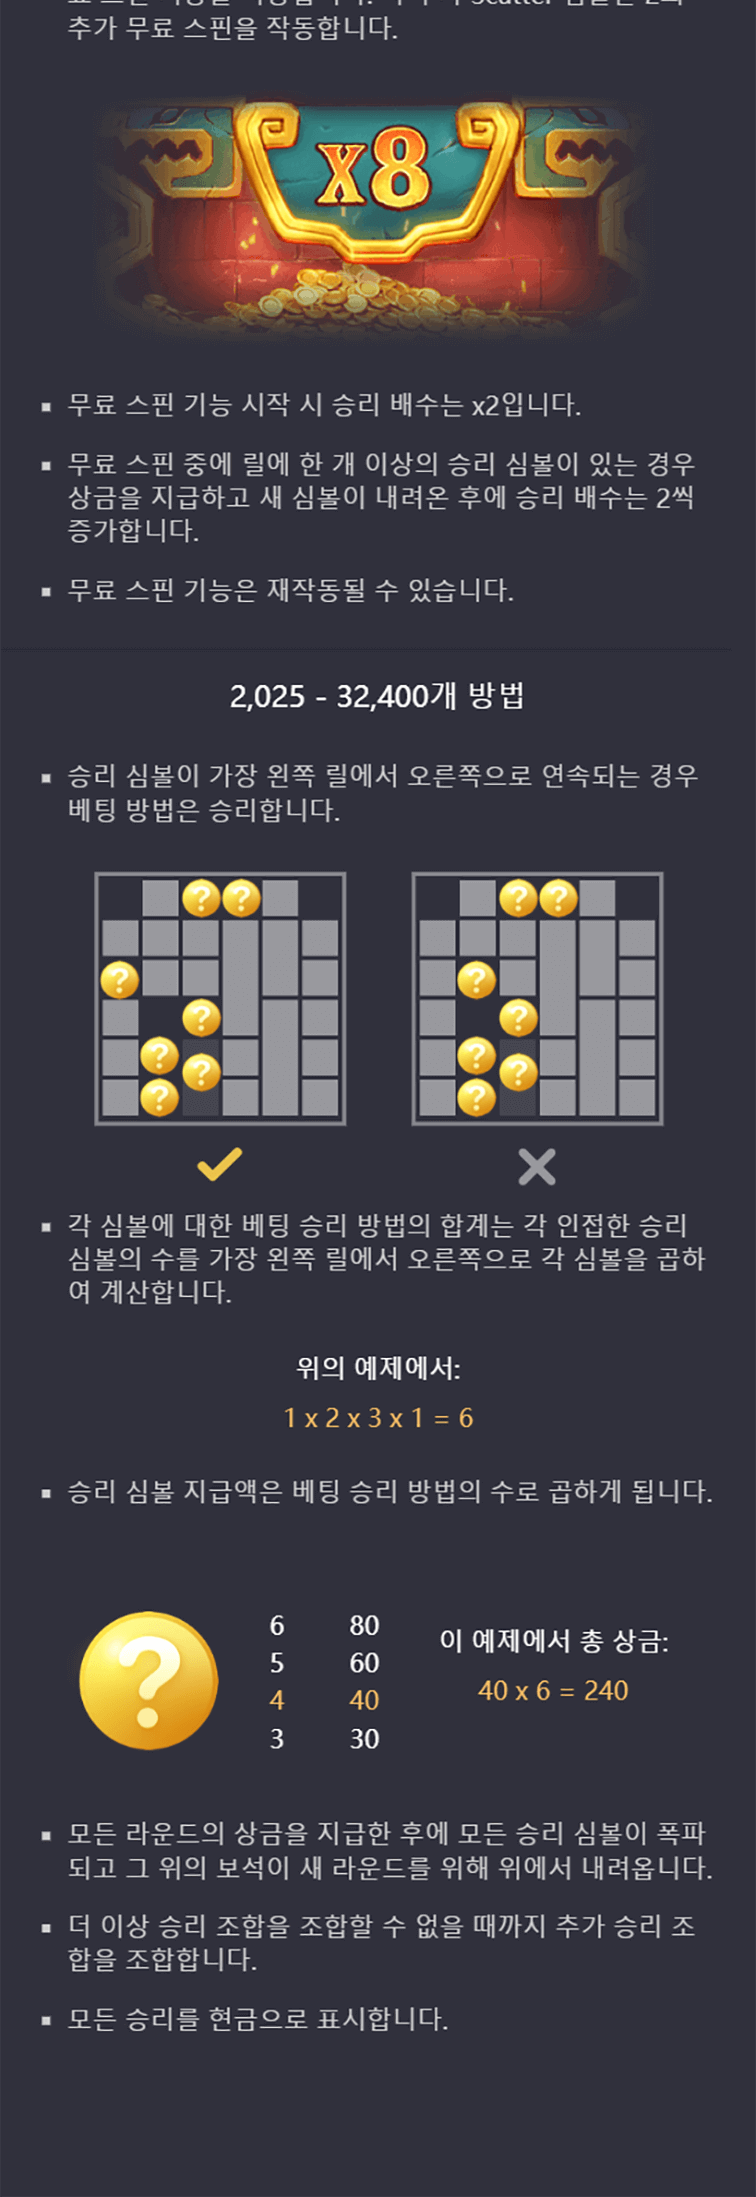 추가 무료 스핀을 작동합니다.
x8
무료 스핀 기능 시작 시 승리 배수는 x2입니다.
무료 스핀 중에 릴에 한 개 이상의 승리 심볼이 있는 경우
상금을 지급하고 새 심볼이 내려온 후에 승리 배수는 2씩
증가합니다.
무료 스핀 기능은 재작동될 수 있습니다.
2,025 - 32,400개 방법
승리 심볼이 가장 왼쪽 릴에서 오른쪽으로 연속되는 경우
베팅 방법은 승리합니다.
? ?
?
?
? ?
?
? ?
?
?
? ?
?
각 심볼에 대한 베팅 승리 방법의 합계는 각 인접한 승리
심볼의 수를 가장 왼쪽 릴에서 오른쪽으로 각 심볼을 곱하
여 계산합니다.
위의 예제에서:
1 x 2 x 3 x 1 = 6
승리 심볼 지급액은 베팅 승리 방법의 수로 곱하게 됩니다.
?
6 80
5 60
4 40
3 30
이 예제에서 총 상금:
40 x 6 = 240
모든 라운드의 상금을 지급한 후에 모든 승리 심볼이 폭파
되고 그 위의 보석이 새 라운드를 위해 위에서 내려옵니다.
더 이상 승리 조합을 조합할 수 없을 때까지 추가 승리 조
합을 조합합니다.
모든 승리를 현금으로 표시합니다.